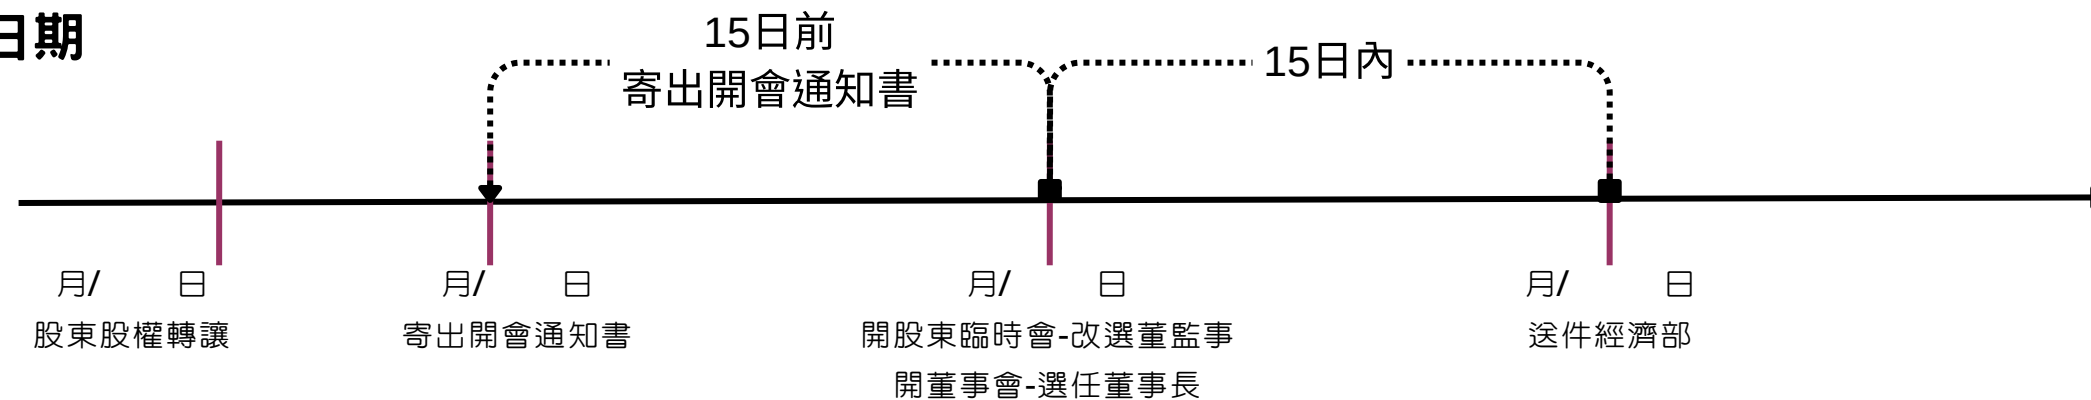 日期
15日前
寄出開會通知書
15日內
月/ 日
月/ 日
月/ 日
月/ 日
股東股權轉讓
寄出開會通知書
開股東臨時會-改選董監事
送件經濟部
開董事會-選任董事長